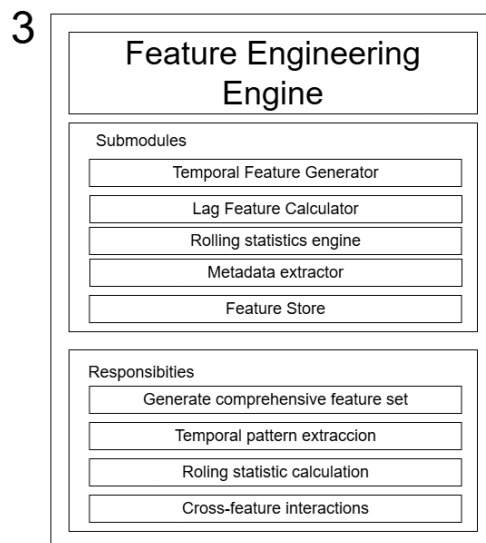 3
Feature Engineering
Engine
Submodules
Temporal Feature Generator
Lag Feature Calculator
Rolling statistics engine
Metadata extractor
Feature Store
Responsibities
Generate comprehensive feature set
Temporal pattern extraccion
Roling statistic calculation
Cross-feature interactions